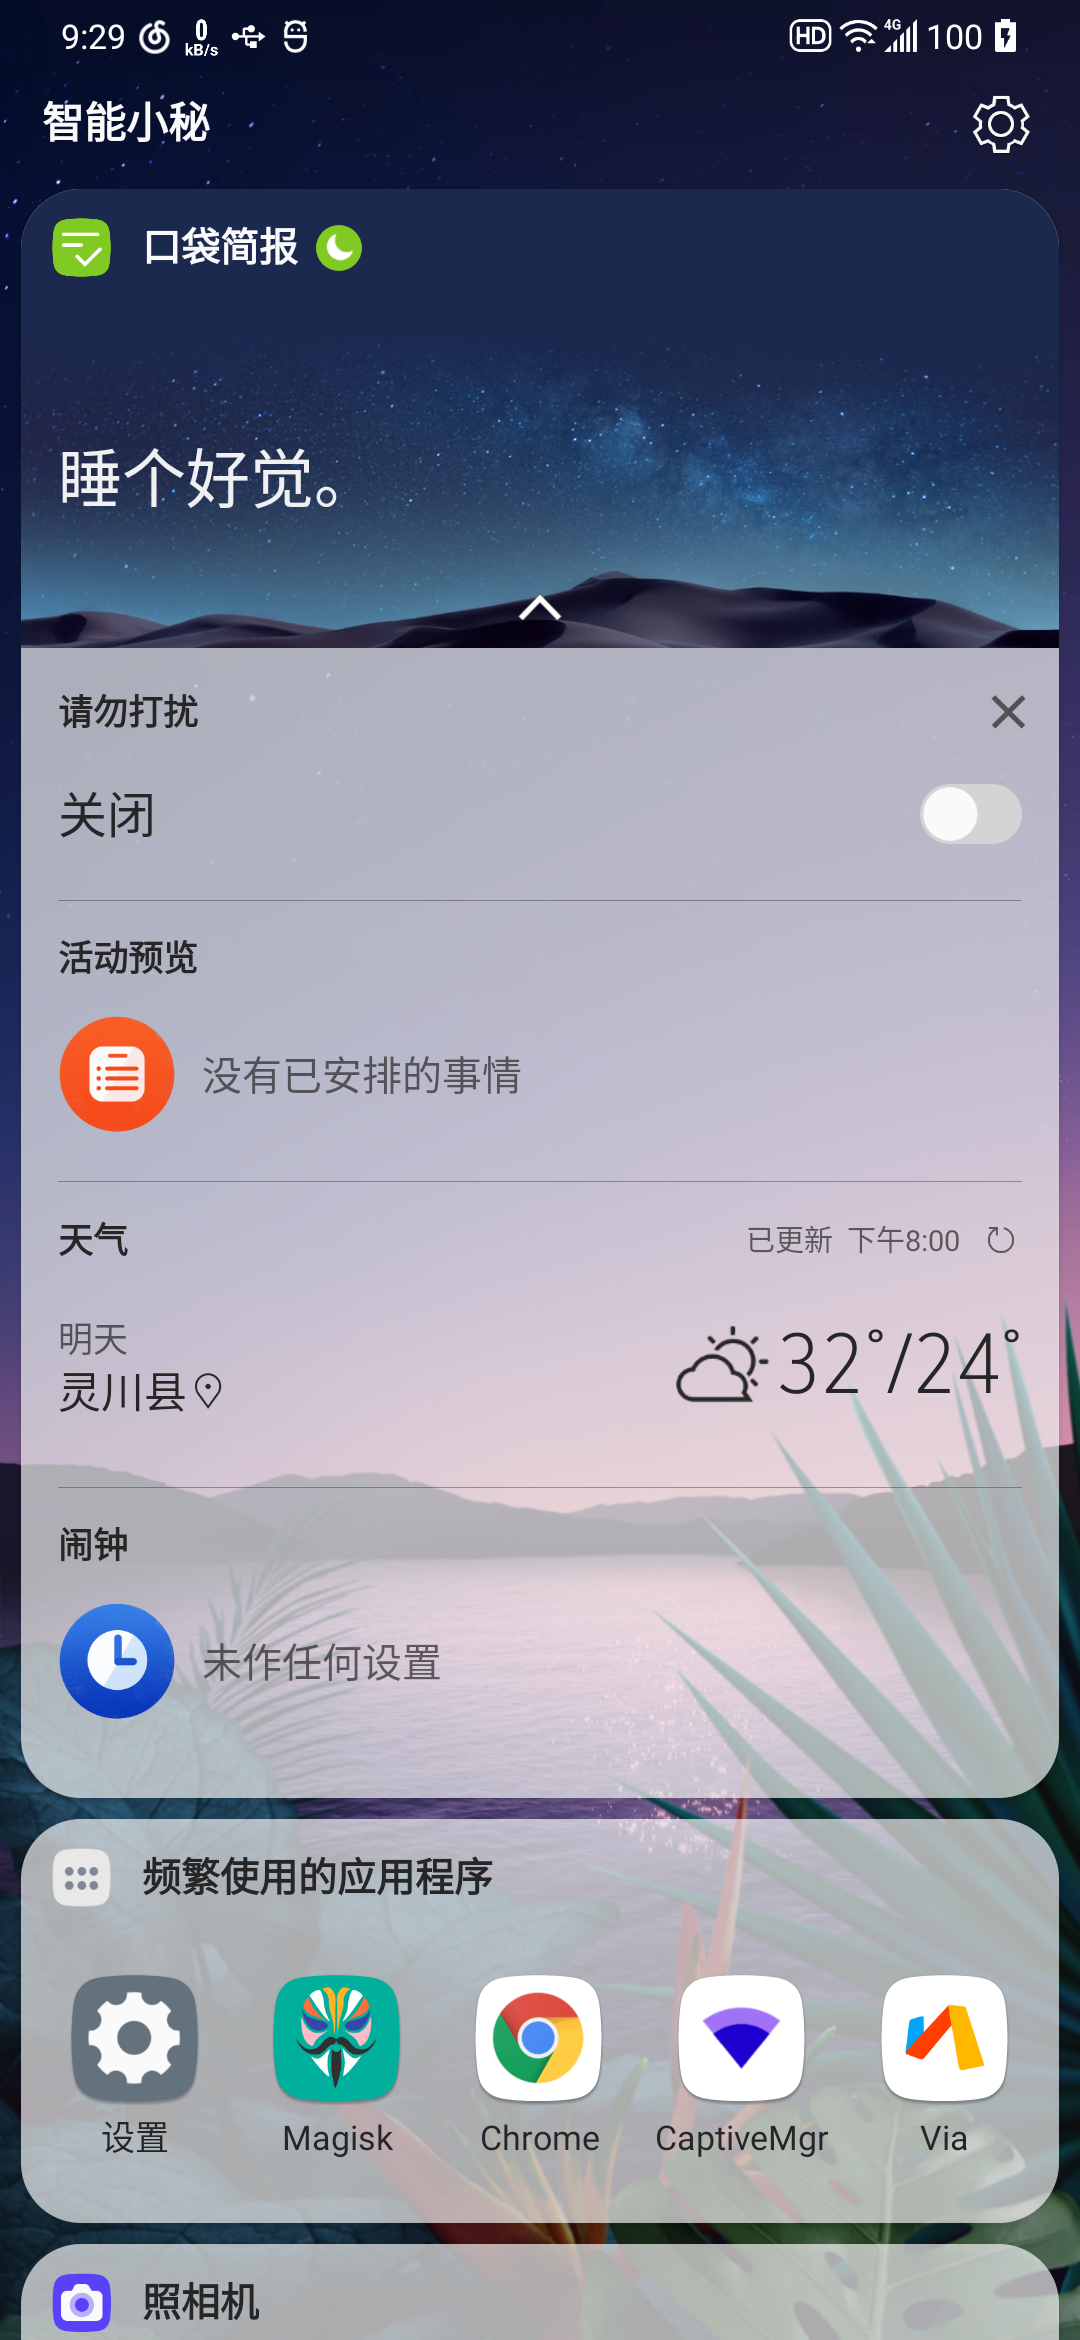 9:29 0 kB/s HD 4G 100
智能小秘
口袋简报
睡个好觉。
请勿打扰
关闭
活动预览
没有已安排的事情
天气 已更新 下午8:00
明天
灵川县 32°/24°
闹钟
未作任何设置
频繁使用的应用程序
设置 Magisk Chrome CaptiveMgr Via
照相机